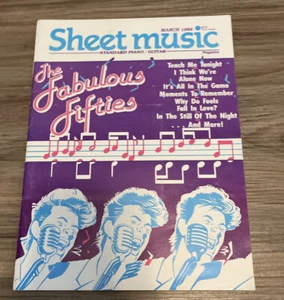 MARCH 1988
Sheet music
STANDARD PIANO / GUITAR
Magazine
The
Fabulous
Fifties
Teach Me Tonight
I Think We're
Alone Now
It's All In The Game
Moments To Remember
Why Do Fools
Fall In Love?
In The Still Of The Night
. . . And More!